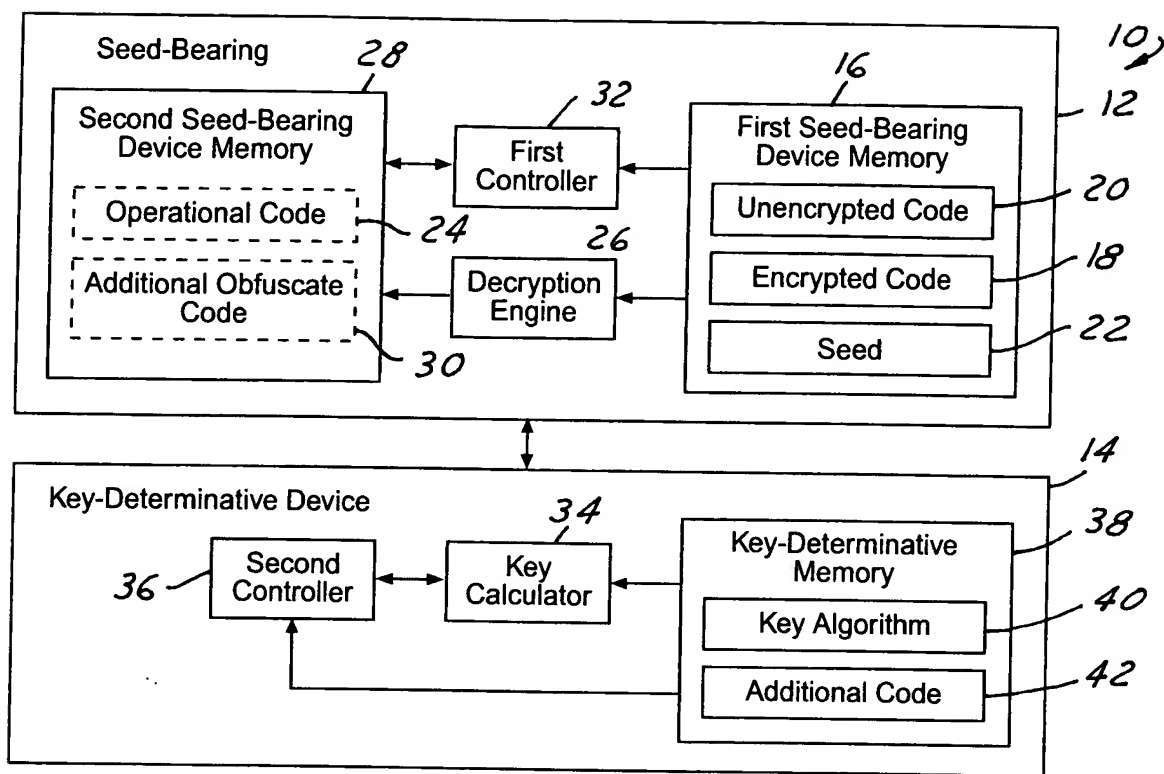 Seed-Bearing
10
12
28
Second Seed-Bearing
Device Memory
Operational Code
24
Additional Obfuscate
Code
30
32
First
Controller
26
Decryption
Engine
16
First Seed-Bearing
Device Memory
Unencrypted Code
20
Encrypted Code
18
Seed
22
14
Key-Determinative Device
36
Second
Controller
34
Key
Calculator
38
Key-Determinative
Memory
Key Algorithm
40
Additional Code
42